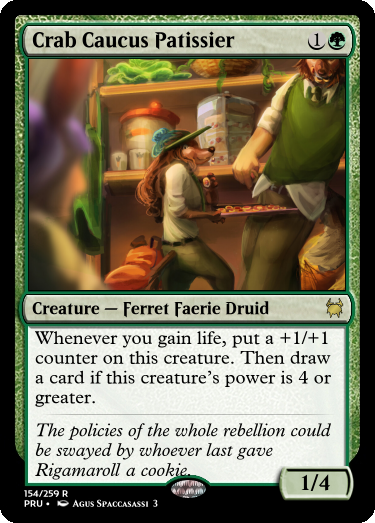 Crab Caucus Patissier 1
Creature — Ferret Faerie Druid
Whenever you gain life, put a +1/+1
counter on this creature. Then draw
a card if this creature's power is 4 or
greater.
The policies of the whole rebellion could
be swayed by whoever last gave
Rigamaroll a cookie.
1/4
154/259 R
PRU • Agus Spaccasassi 3